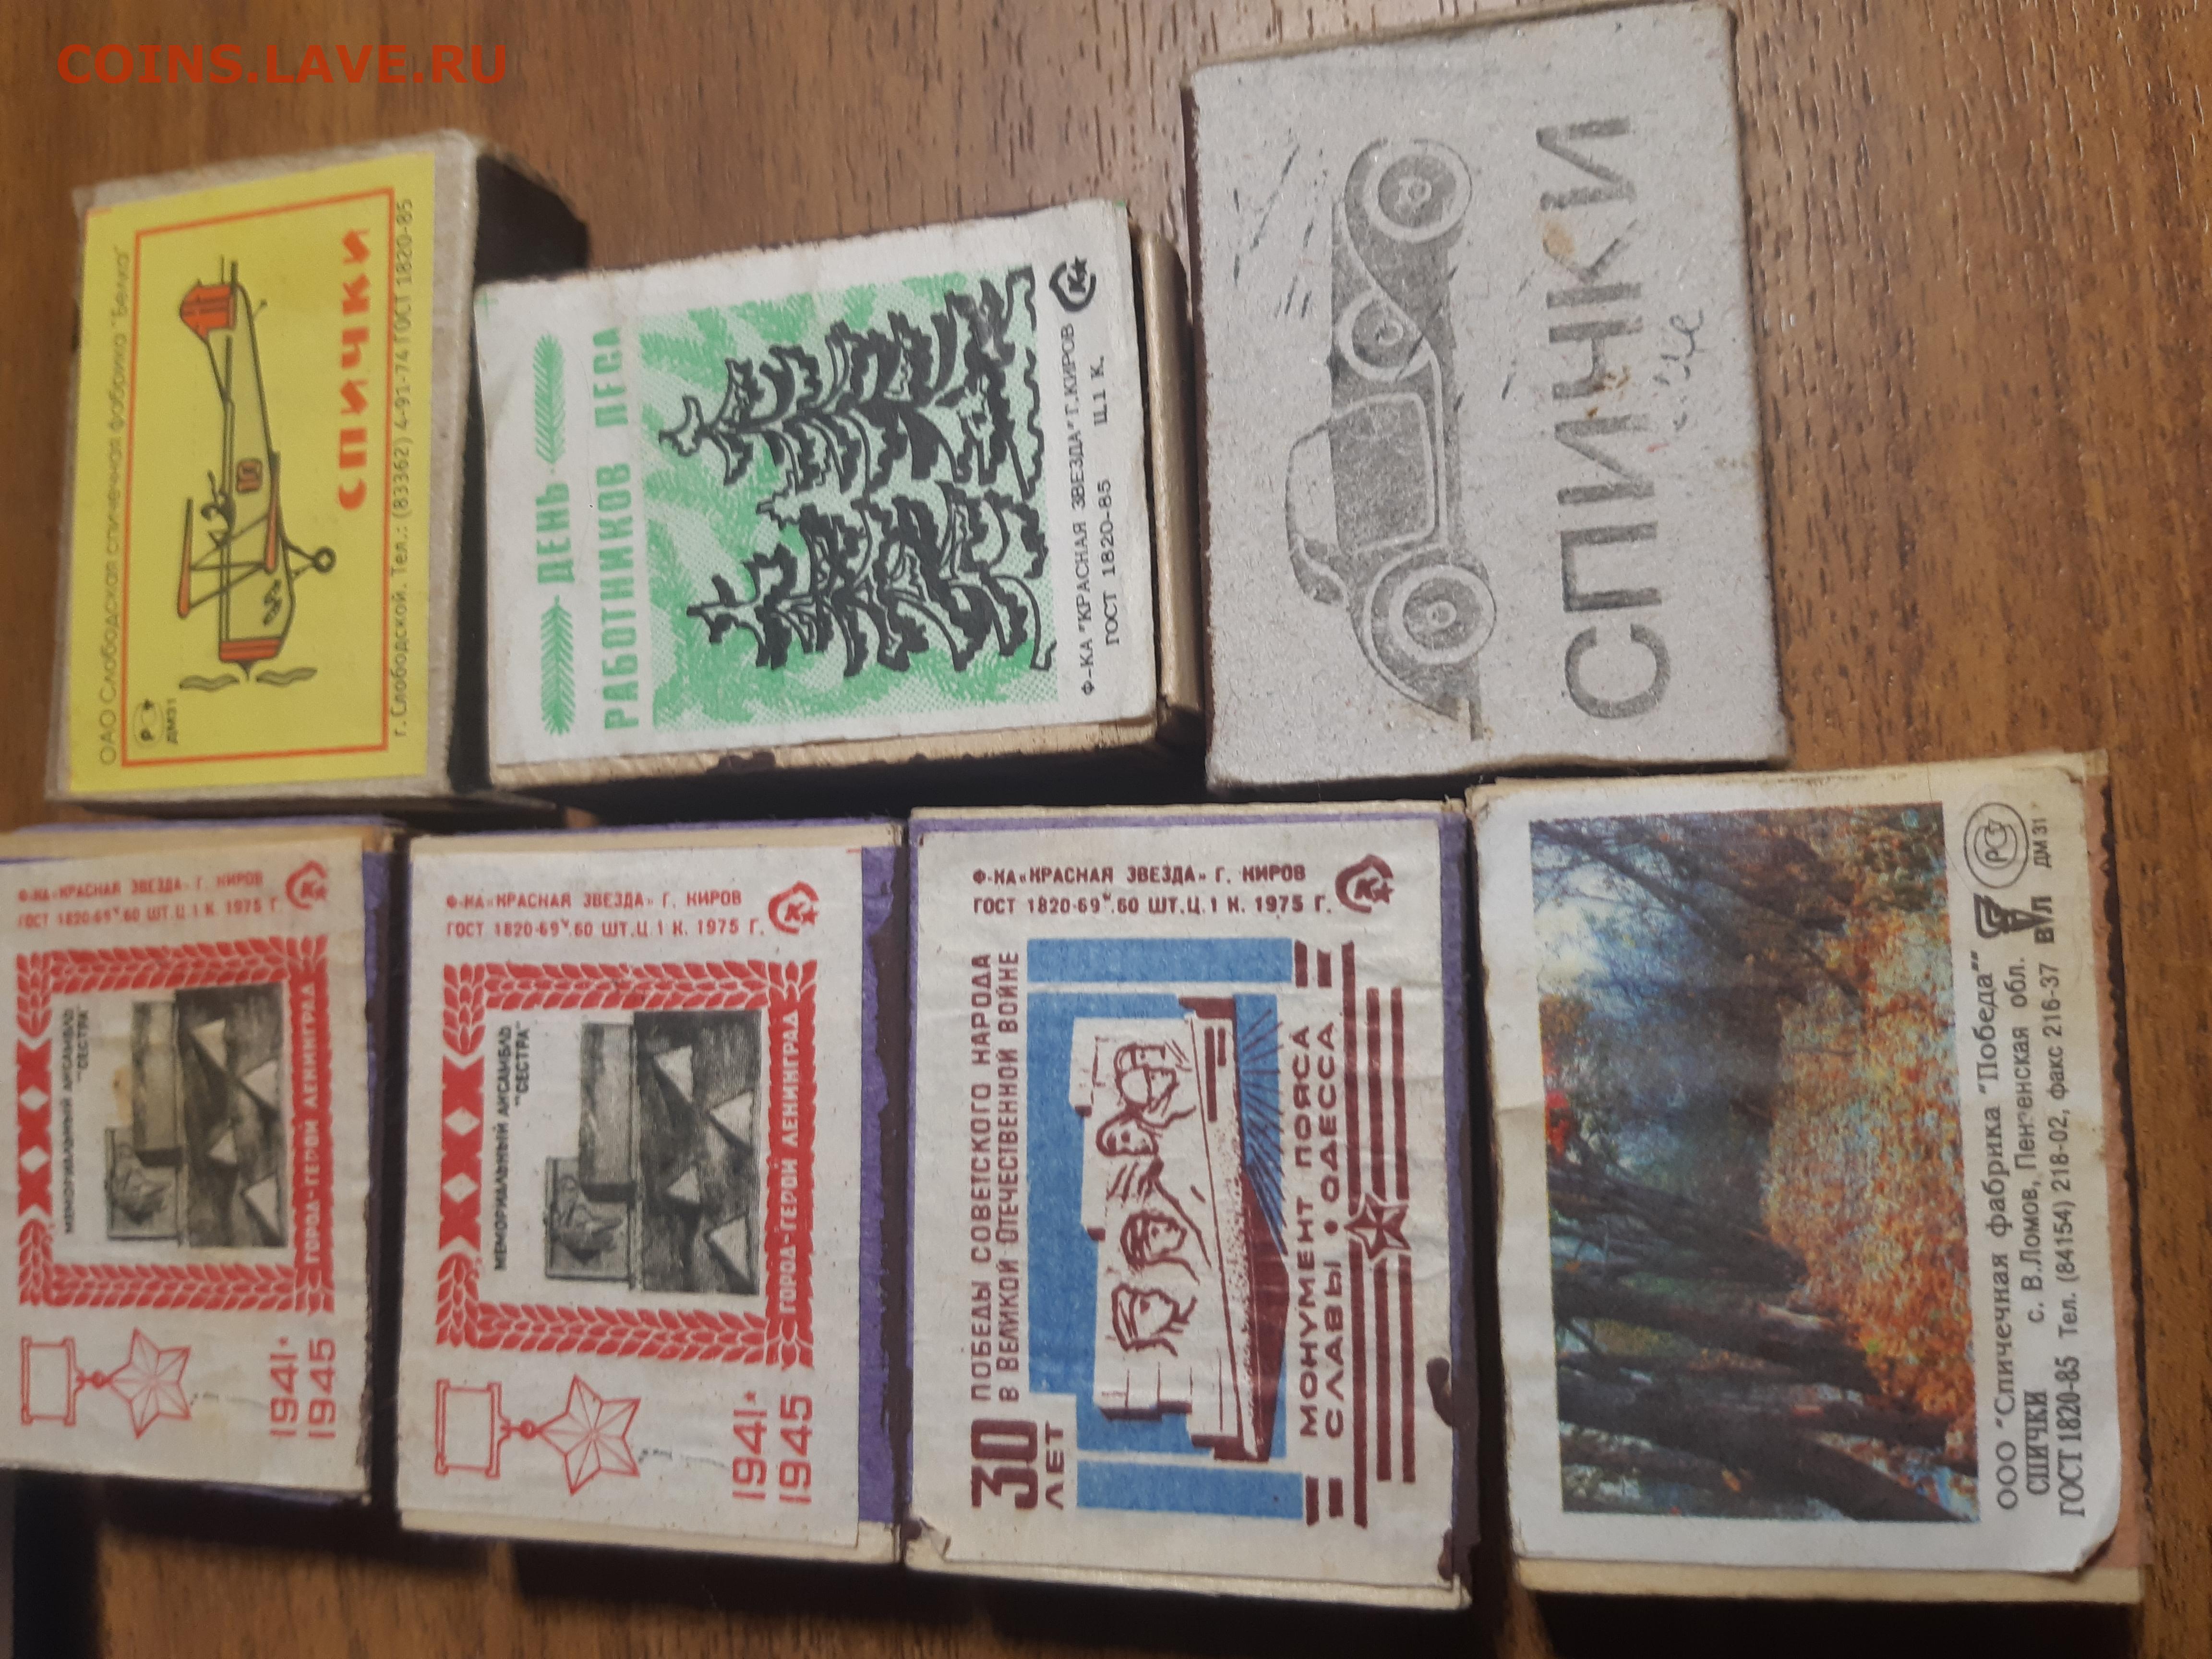 COINS.LAVE.RU
ОАО Слободская спичечная фабрика "Белка"
РСТ
ДМ31
10
СПИЧКИ
г. Слободской. Тел.: (83362) 4-91-74 ГОСТ 1820-85
ДЕНЬ
РАБОТНИКОВ ЛЕСА
Ф-КА "КРАСНАЯ ЗВЕЗДА" Г. КИРОВ
ГОСТ 1820-85 Ц.1 К.
СПИЧКИ
Ф-КА «КРАСНАЯ ЗВЕЗДА» Г. КИРОВ
ГОСТ 1820-69*.60 ШТ.Ц.1 К. 1975 Г.
МЕМОРИАЛЬНЫЙ АНСАМБЛЬ
"СЕСТРА"
ГОРОД-ГЕРОЙ ЛЕНИНГРАД
1941*
1945
Ф-КА «КРАСНАЯ ЗВЕЗДА» Г. КИРОВ
ГОСТ 1820-69*.60 ШТ.Ц.1 К. 1975 Г.
МЕМОРИАЛЬНЫЙ АНСАМБЛЬ
"СЕСТРА"
ГОРОД-ГЕРОЙ ЛЕНИНГРАД
1941*
1945
Ф-КА «КРАСНАЯ ЗВЕЗДА» Г. КИРОВ
ГОСТ 1820-69*.60 ШТ.Ц.1 К. 1975 Г.
30
ЛЕТ
ПОБЕДЫ СОВЕТСКОГО НАРОДА
В ВЕЛИКОЙ ОТЕЧЕСТВЕННОЙ ВОЙНЕ
МОНУМЕНТ ПОЯСА
СЛАВЫ • ОДЕССА
ООО "Спичечная фабрика "Победа""
СПИЧКИ с. В.Ломов, Пензенская обл.
ГОСТ 1820-85 Тел. (84154) 218-02, факс 216-37
ВЛ
РСТ
ДМ31